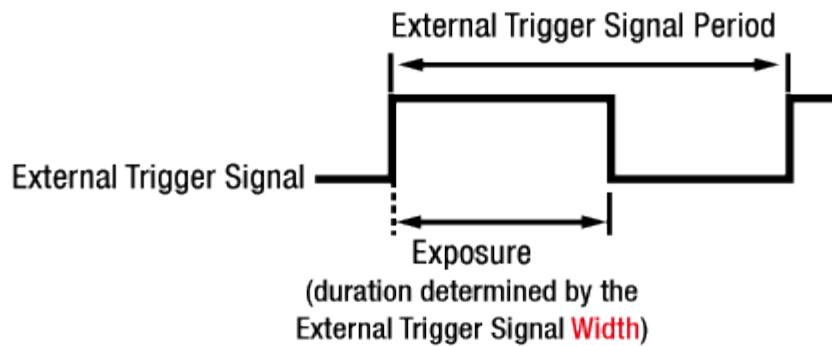 External Trigger Signal Period
External Trigger Signal
Exposure
(duration determined by the
External Trigger Signal Width)